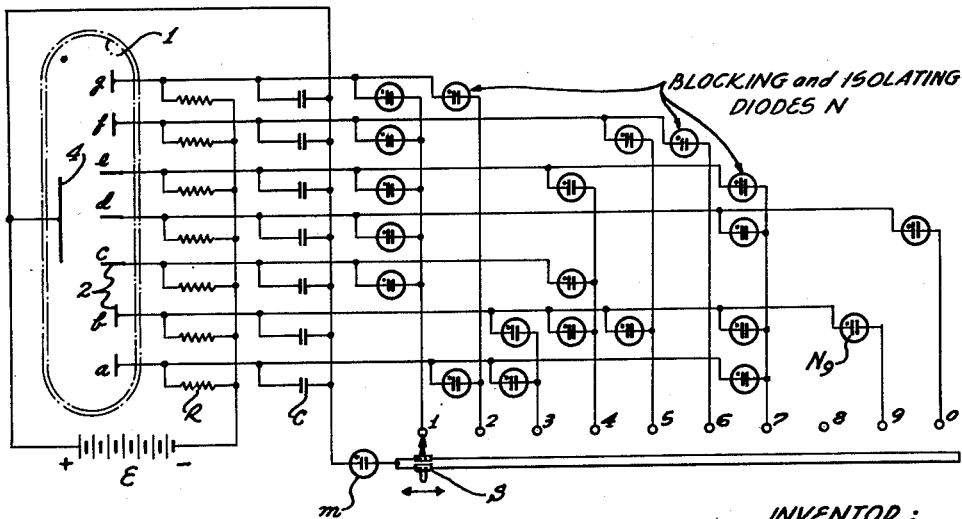 1
BLOCKING and ISOLATING
DIODES N
g
f
4
e
d
c
2
b
a
N9
R
C
1 2 3 4 5 6 7 8 9 0
+ E -
m
S
INVENTOR: